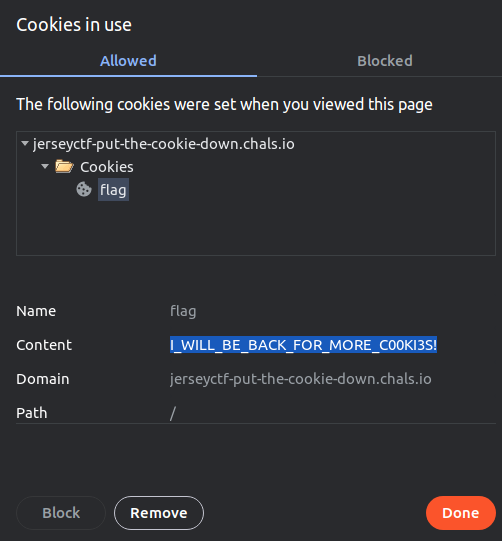 Cookies in use
Allowed Blocked
The following cookies were set when you viewed this page
jerseyctf-put-the-cookie-down.chals.io
Cookies
flag
Name flag
Content I_WILL_BE_BACK_FOR_MORE_C00KI3S!
Domain jerseyctf-put-the-cookie-down.chals.io
Path /
Block Remove Done